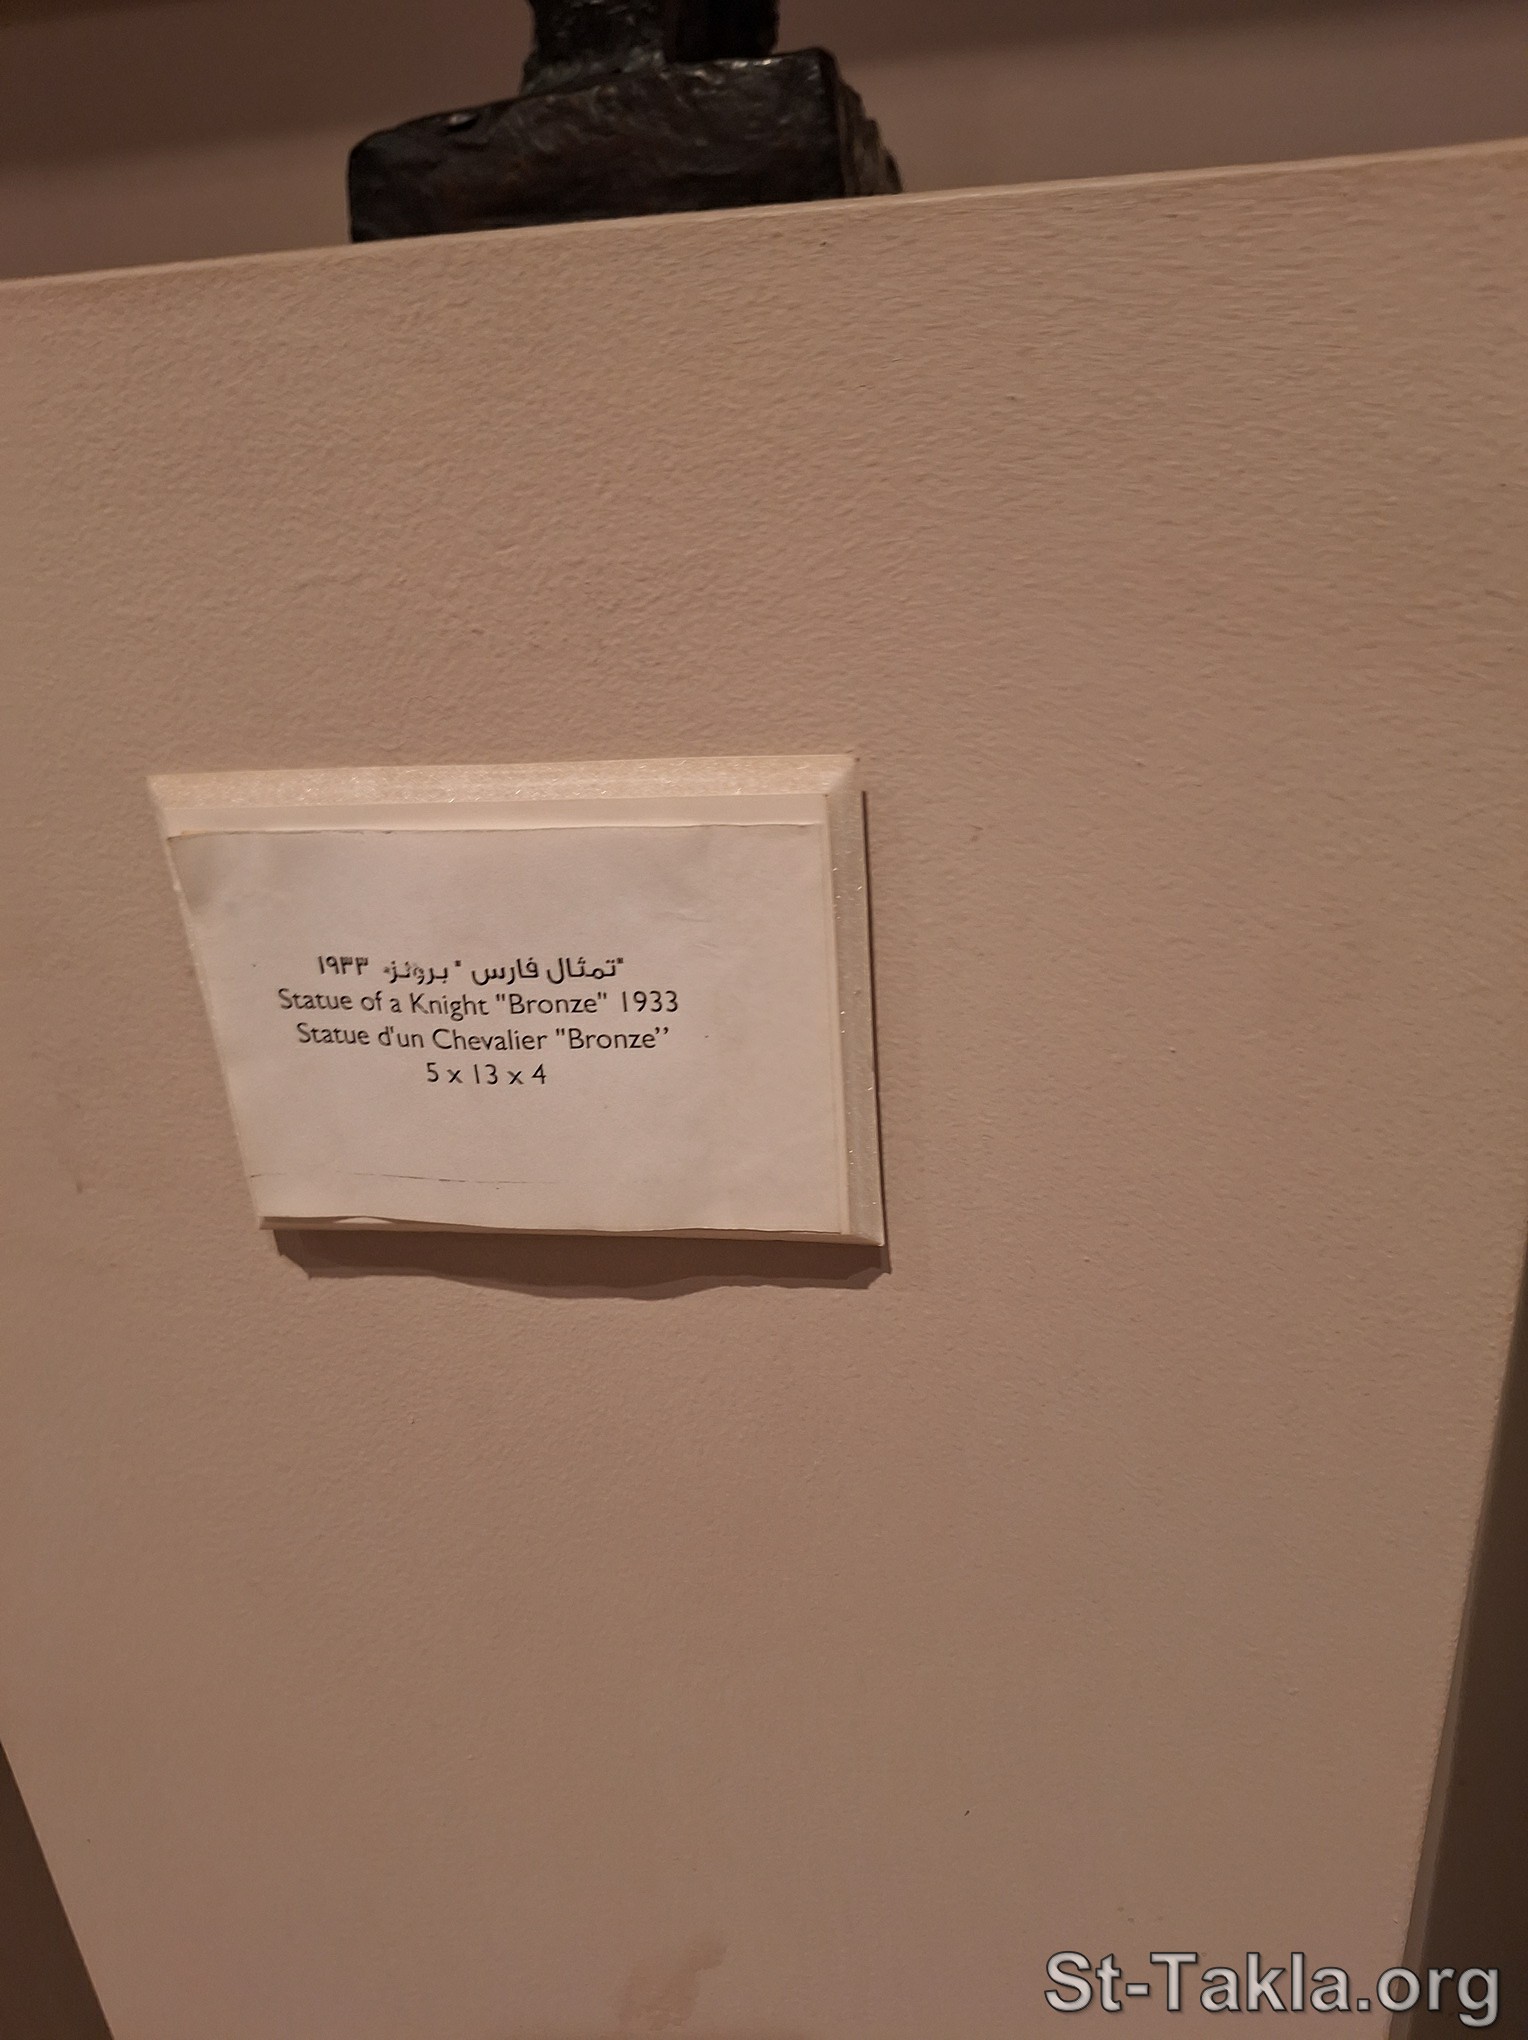 "تمثال فارس " برونز" ١٩٣٣
Statue of a Knight "Bronze" 1933
Statue d'un Chevalier "Bronze’’
5 x 13 x 4
St-Takla.org